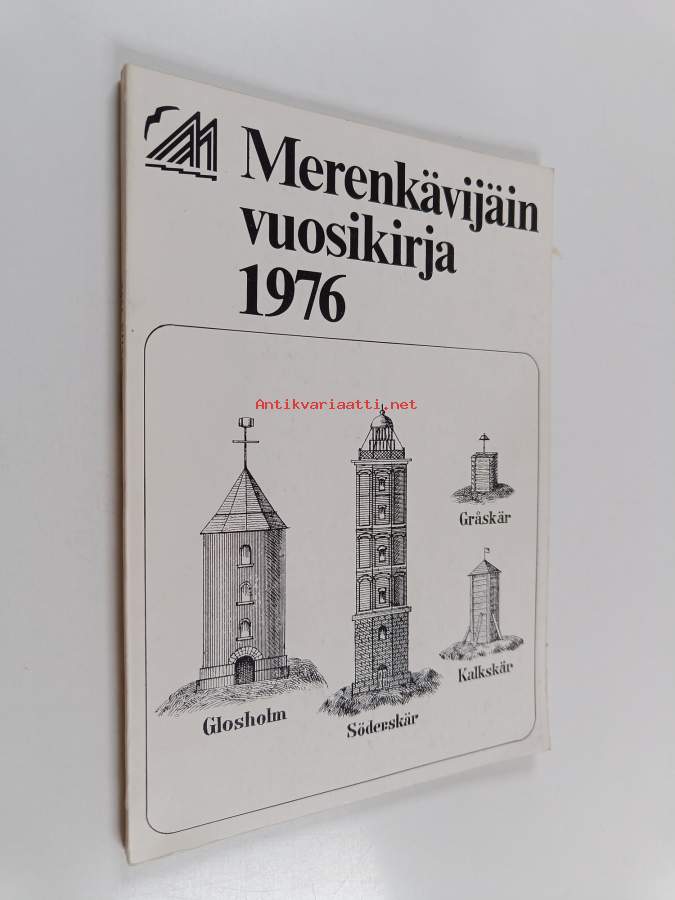 Merenkävijäin
vuosikirja
1976
Antikvariaatti.net
Gråskär
Kalkskär
Glosholm
Söderskär